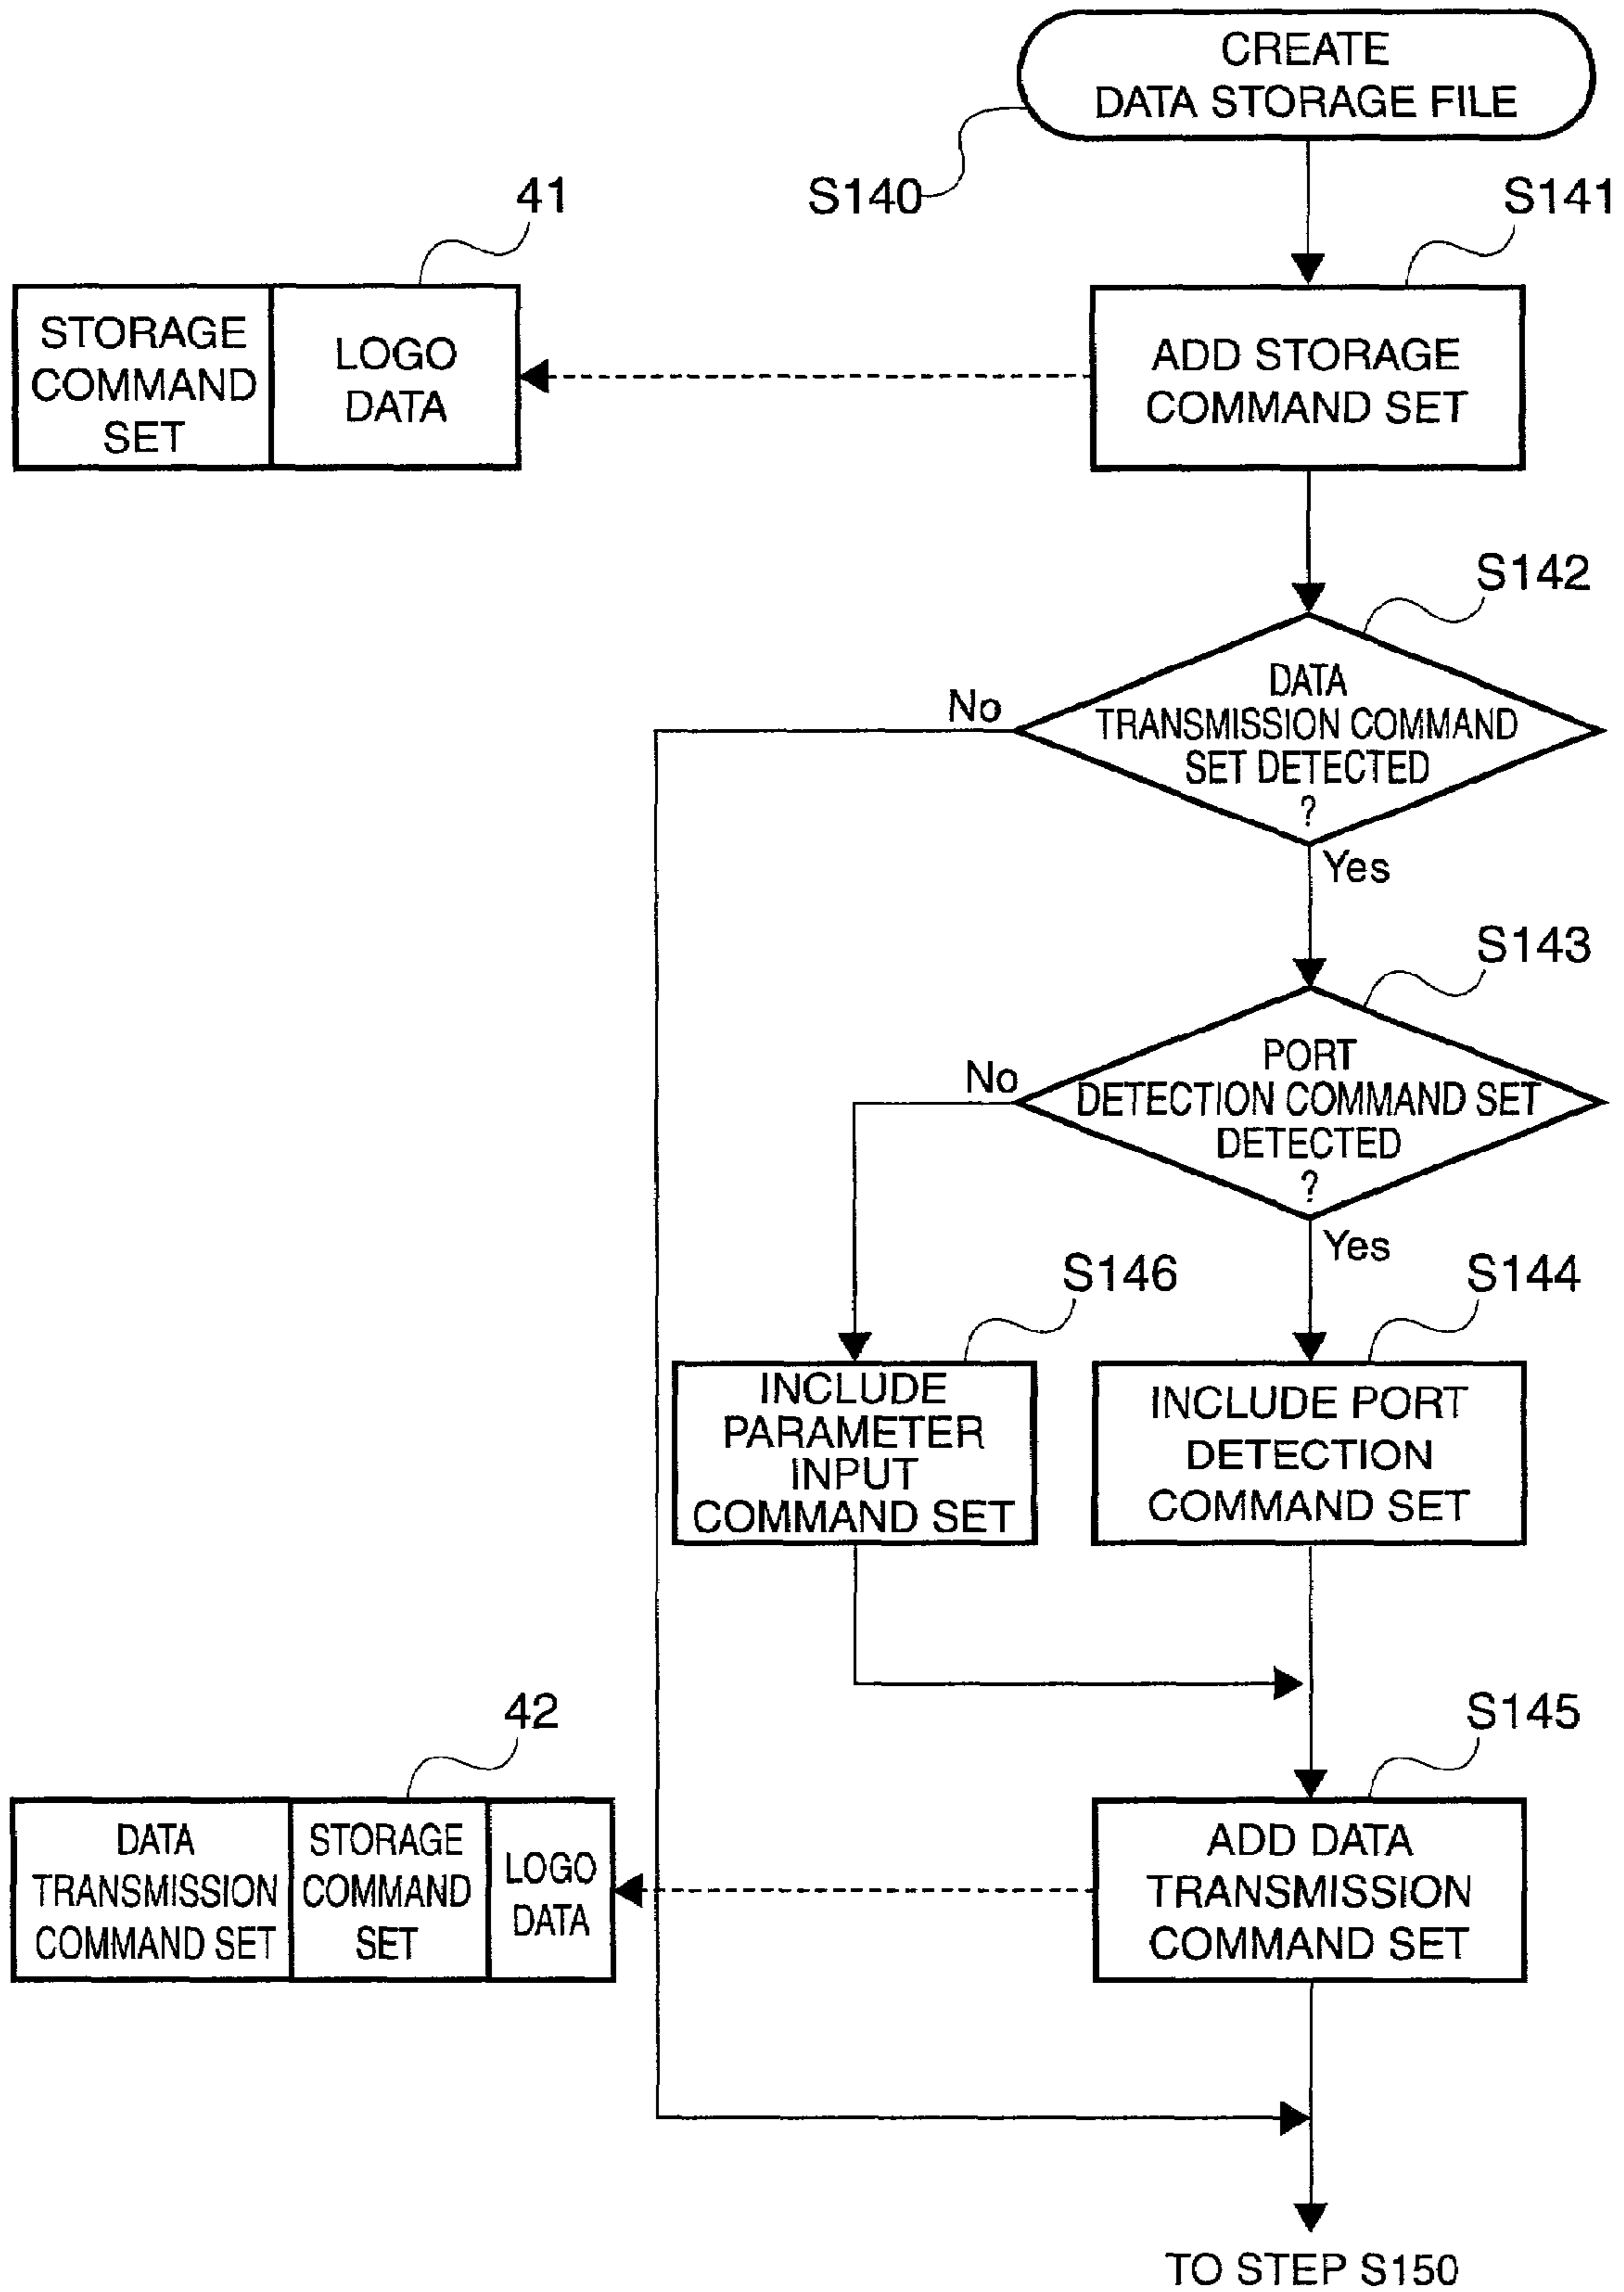 CREATE
DATA STORAGE FILE
S140
41
S141
STORAGE
COMMAND
SET
LOGO
DATA
ADD STORAGE
COMMAND SET
S142
DATA
TRANSMISSION COMMAND
SET DETECTED
?
No
Yes
S143
PORT
DETECTION COMMAND SET
DETECTED
?
No
Yes
S146
S144
INCLUDE
PARAMETER
INPUT
COMMAND SET
INCLUDE PORT
DETECTION
COMMAND SET
42
S145
DATA
TRANSMISSION
COMMAND SET
STORAGE
COMMAND
SET
LOGO
DATA
ADD DATA
TRANSMISSION
COMMAND SET
TO STEP S150